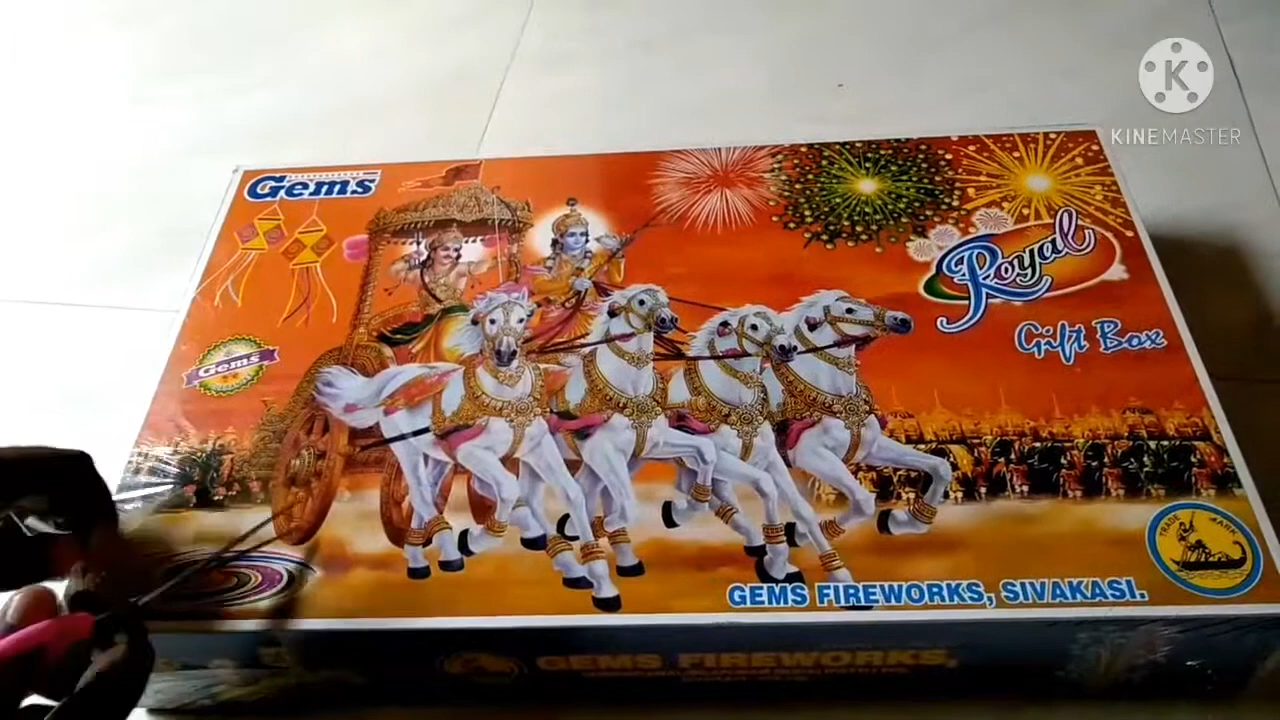 KINEMASTER
Gems
Royal
Gift Box
Gems
TRADE MARK
GEMS FIREWORKS, SIVAKASI.
GEMS FIREWORKS,